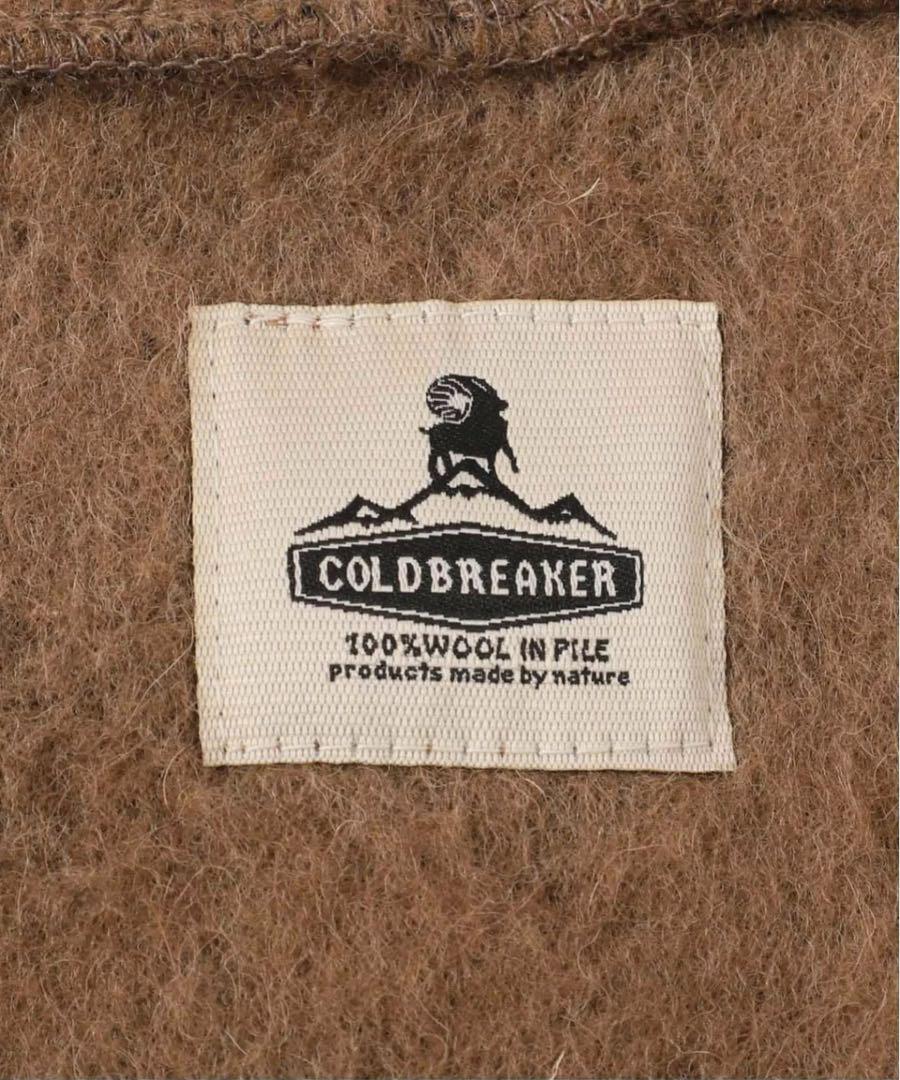 COLDBREAKER
100%WOOL IN PILE
products made by nature